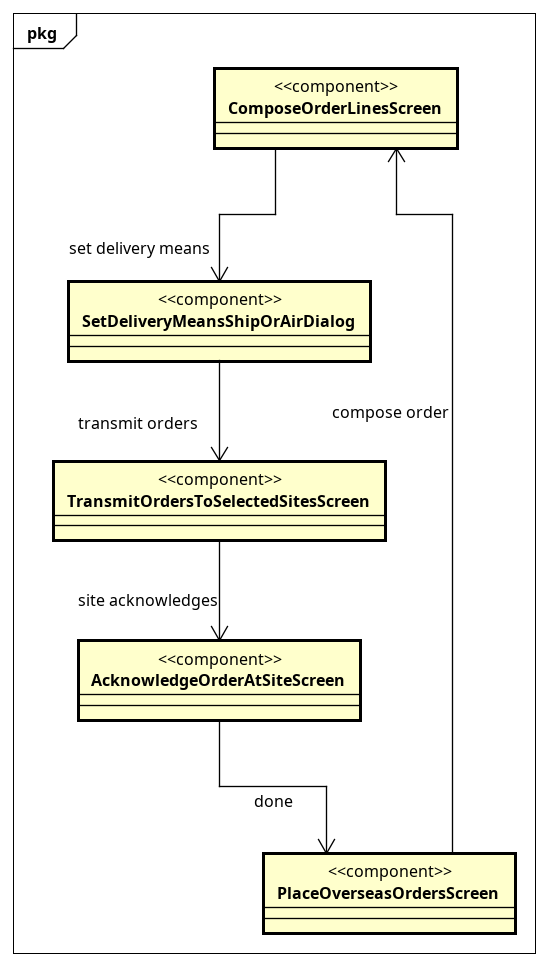 pkg
<<component>>
ComposeOrderLinesScreen
set delivery means
<<component>>
SetDeliveryMeansShipOrAirDialog
compose order
transmit orders
<<component>>
TransmitOrdersToSelectedSitesScreen
site acknowledges
<<component>>
AcknowledgeOrderAtSiteScreen
done
<<component>>
PlaceOverseasOrdersScreen